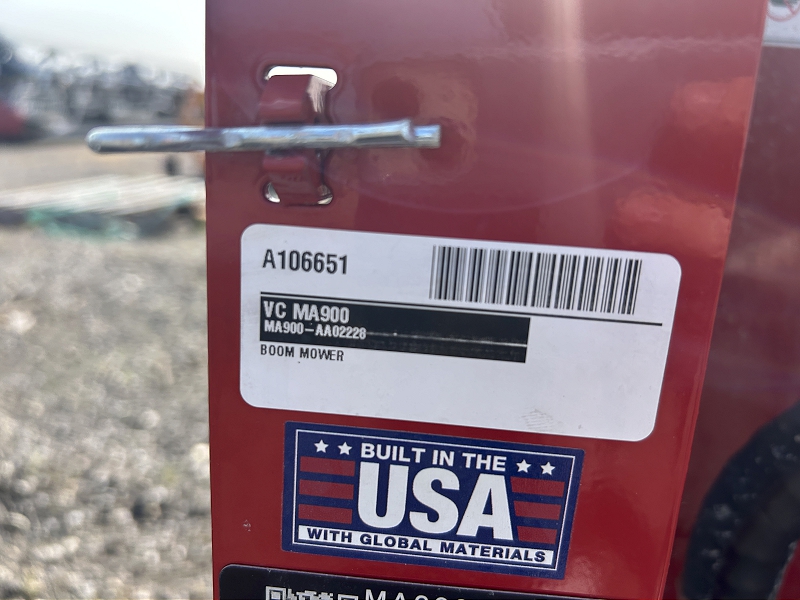 A106651
VC MA900
MA900-AA02228
BOOM MOWER
BUILT IN THE
USA
WITH GLOBAL MATERIALS